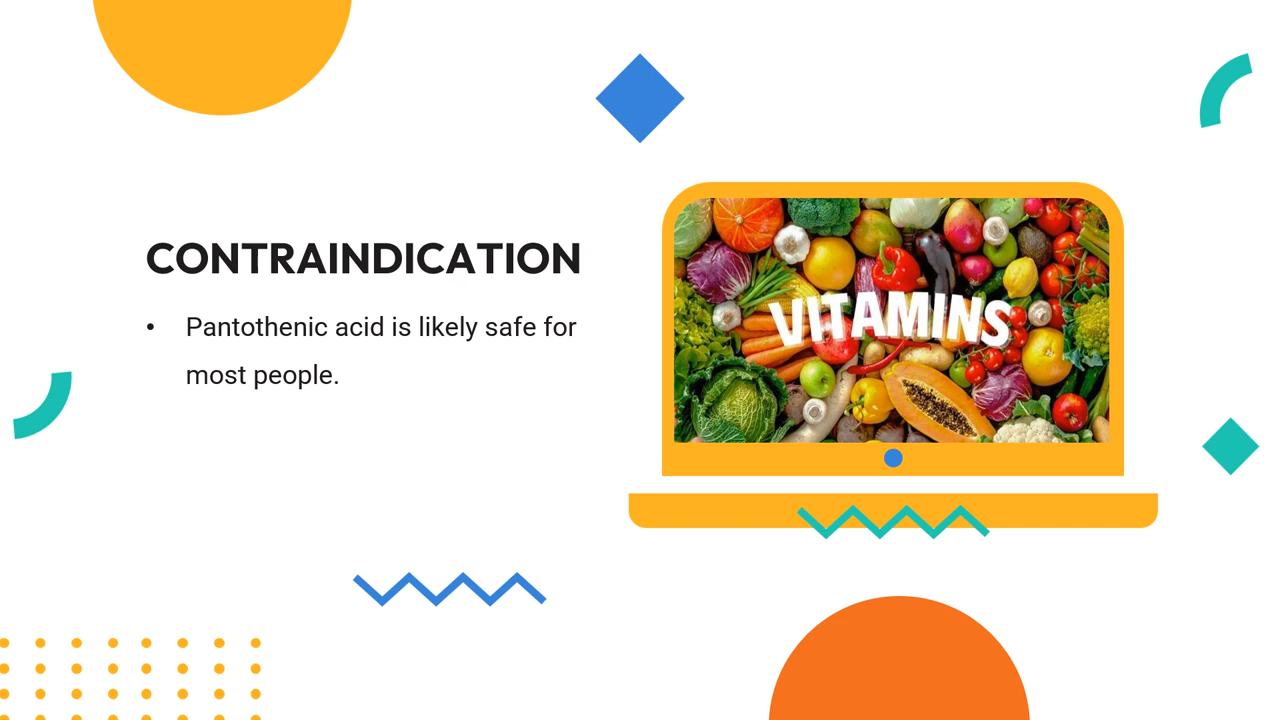 CONTRAINDICATION
• Pantothenic acid is likely safe for
most people.
VITAMINS